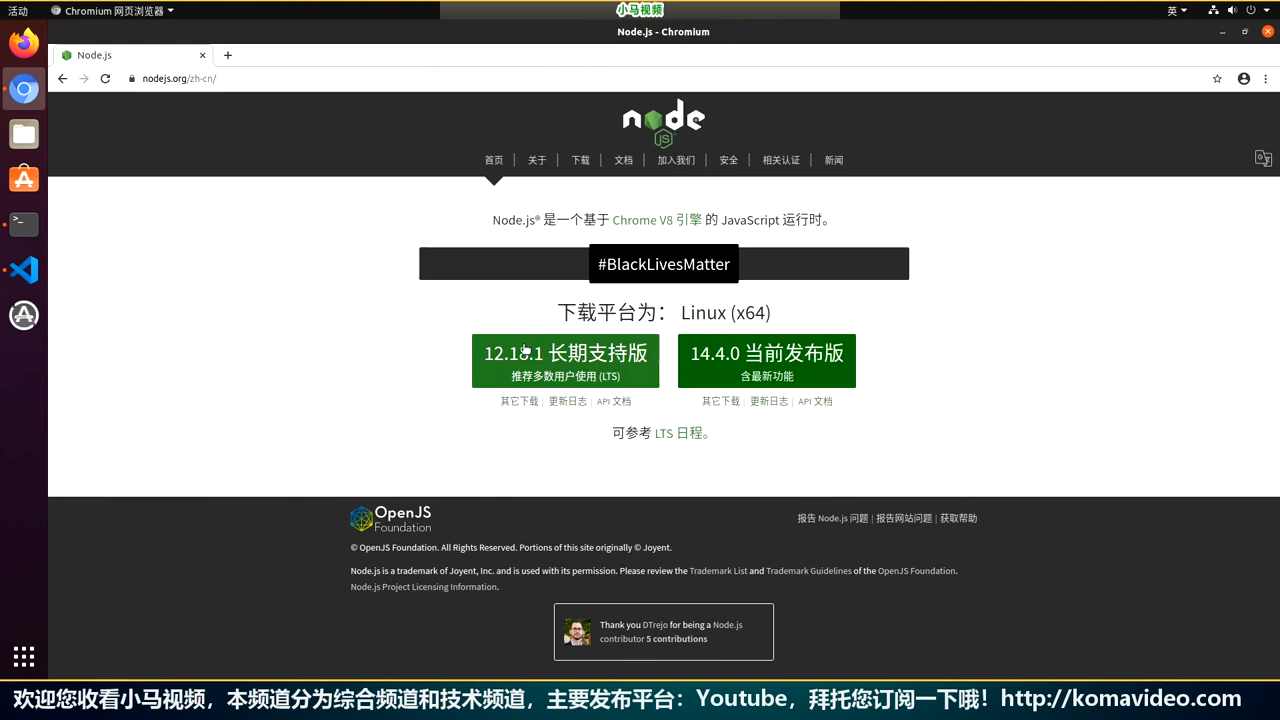 活动
Chromium 网页浏览器
小马视频
英
Node.js - Chromium
Node.js
nodejs.org/zh-cn/
node
JS
首页 | 关于 | 下载 | 文档 | 加入我们 | 安全 | 相关认证 | 新闻
Node.js® 是一个基于 Chrome V8 引擎 的 JavaScript 运行时。
#BlackLivesMatter
下载平台为： Linux (x64)
12.18.1 长期支持版
推荐多数用户使用 (LTS)
14.4.0 当前发布版
含最新功能
其它下载 | 更新日志 | API 文档
其它下载 | 更新日志 | API 文档
可参考 LTS 日程。
OpenJS
Foundation
报告 Node.js 问题 | 报告网站问题 | 获取帮助
© OpenJS Foundation. All Rights Reserved. Portions of this site originally © Joyent.
Node.js is a trademark of Joyent, Inc. and is used with its permission. Please review the Trademark List and Trademark Guidelines of the OpenJS Foundation.
Node.js Project Licensing Information.
Thank you DTrejo for being a Node.js
contributor 5 contributions
欢迎您收看小马视频，本频道分为综合频道和技术频道，主要发布平台：Youtube，拜托您订阅一下哦！http://komavideo.com